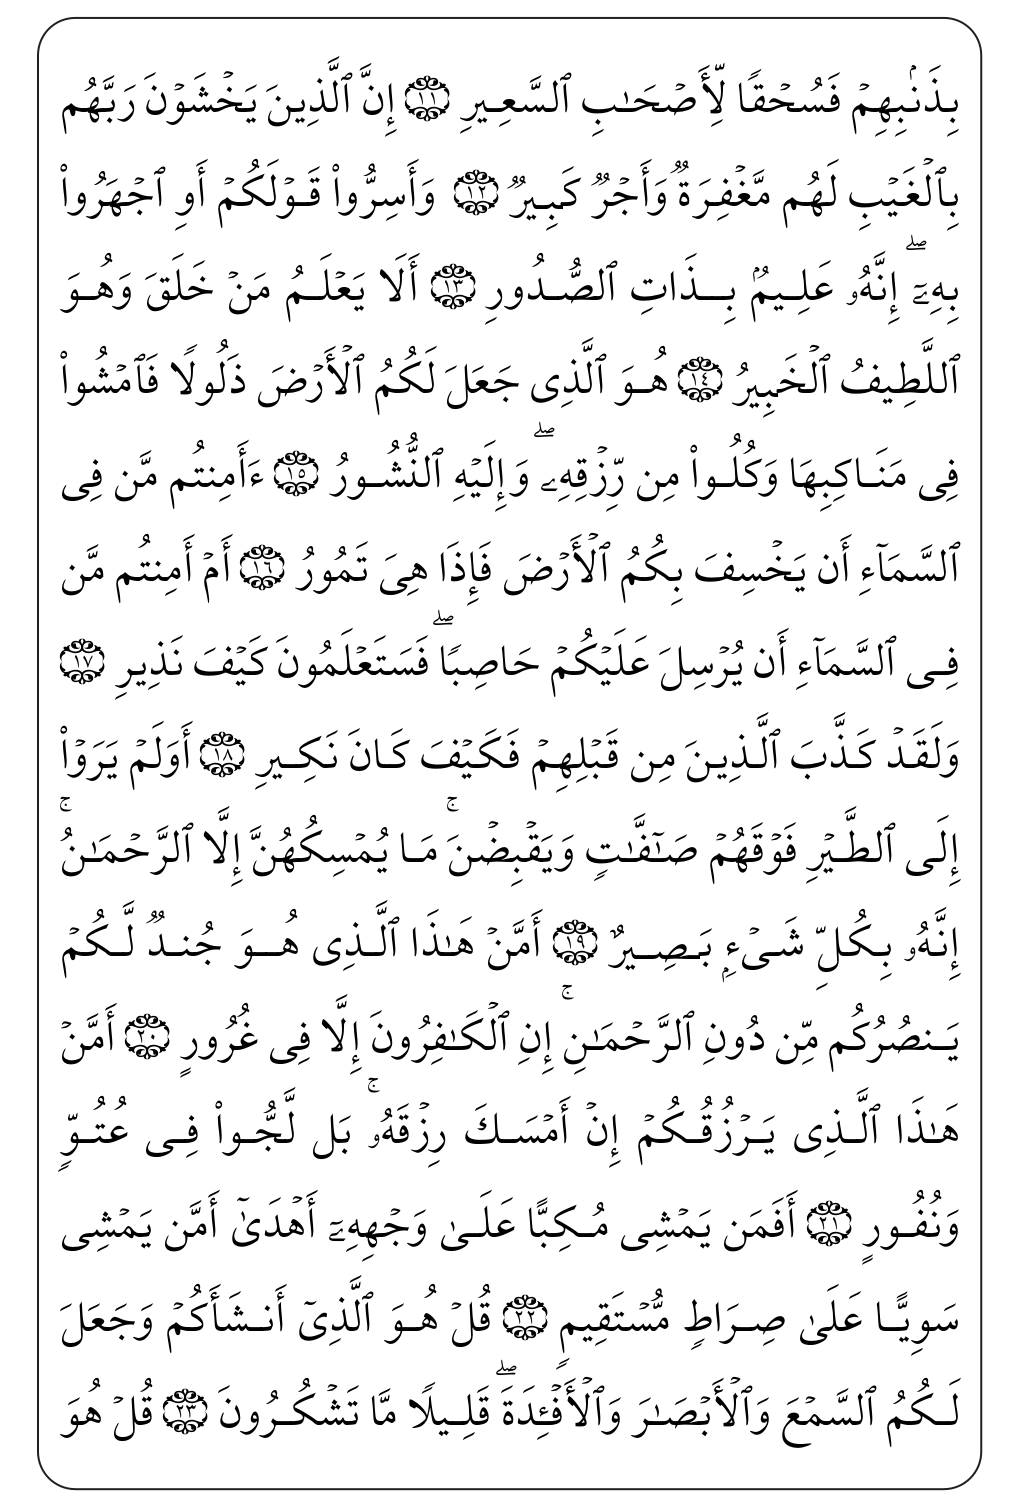 بِذَنۢبِهِمۡ فَسُحۡقًا لِّأَصۡحَٰبِ ٱلسَّعِيرِ ١١ إِنَّ ٱلَّذِينَ يَخۡشَوۡنَ رَبَّهُم
بِٱلۡغَيۡبِ لَهُم مَّغۡفِرَةٞ وَأَجۡرٞ كَبِيرٞ ١٢ وَأَسِرُّواْ قَوۡلَكُمۡ أَوِ ٱجۡهَرُواْ
بِهِۦٓۖ إِنَّهُۥ عَلِيمُۢ بِذَاتِ ٱلصُّدُورِ ١٣ أَلَا يَعۡلَمُ مَنۡ خَلَقَ وَهُوَ
ٱللَّطِيفُ ٱلۡخَبِيرُ ١٤ هُوَ ٱلَّذِى جَعَلَ لَكُمُ ٱلۡأَرۡضَ ذَلُولًا فَٱمۡشُواْ
فِى مَنَاكِبِهَا وَكُلُواْ مِن رِّزۡقِهِۦۖ وَإِلَيۡهِ ٱلنُّشُورُ ١٥ ءَأَمِنتُم مَّن فِى
ٱلسَّمَآءِ أَن يَخۡسِفَ بِكُمُ ٱلۡأَرۡضَ فَإِذَا هِىَ تَمُورُ ١٦ أَمۡ أَمِنتُم مَّن
فِى ٱلسَّمَآءِ أَن يُرۡسِلَ عَلَيۡكُمۡ حَاصِبٗاۖ فَسَتَعۡلَمُونَ كَيۡفَ نَذِيرِ ١٧
وَلَقَدۡ كَذَّبَ ٱلَّذِينَ مِن قَبۡلِهِمۡ فَكَيۡفَ كَانَ نَكِيرِ ١٨ أَوَلَمۡ يَرَوۡاْ
إِلَى ٱلطَّيۡرِ فَوۡقَهُمۡ صَٰٓفَّٰتٍ وَيَقۡبِضۡنَۚ مَا يُمۡسِكُهُنَّ إِلَّا ٱلرَّحۡمَٰنُۚ
إِنَّهُۥ بِكُلِّ شَىۡءِۭ بَصِيرٌ ١٩ أَمَّنۡ هَٰذَا ٱلَّذِى هُوَ جُندٞ لَّكُمۡ
يَنصُرُكُم مِّن دُونِ ٱلرَّحۡمَٰنِۚ إِنِ ٱلۡكَٰفِرُونَ إِلَّا فِى غُرُورٍ ٢٠ أَمَّنۡ
هَٰذَا ٱلَّذِى يَرۡزُقُكُمۡ إِنۡ أَمۡسَكَ رِزۡقَهُۥۚ بَل لَّجُّواْ فِى عُتُوّٖ
وَنُفُورٍ ٢١ أَفَمَن يَمۡشِى مُكِبًّا عَلَىٰ وَجۡهِهِۦٓ أَهۡدَىٰٓ أَمَّن يَمۡشِى
سَوِيًّا عَلَىٰ صِرَاطٖ مُّسۡتَقِيمٖ ٢٢ قُلۡ هُوَ ٱلَّذِىٓ أَنشَأَكُمۡ وَجَعَلَ
لَكُمُ ٱلسَّمۡعَ وَٱلۡأَبۡصَٰرَ وَٱلۡأَفۡـِٔدَةَۖ قَلِيلًا مَّا تَشۡكُرُونَ ٢٣ قُلۡ هُوَ